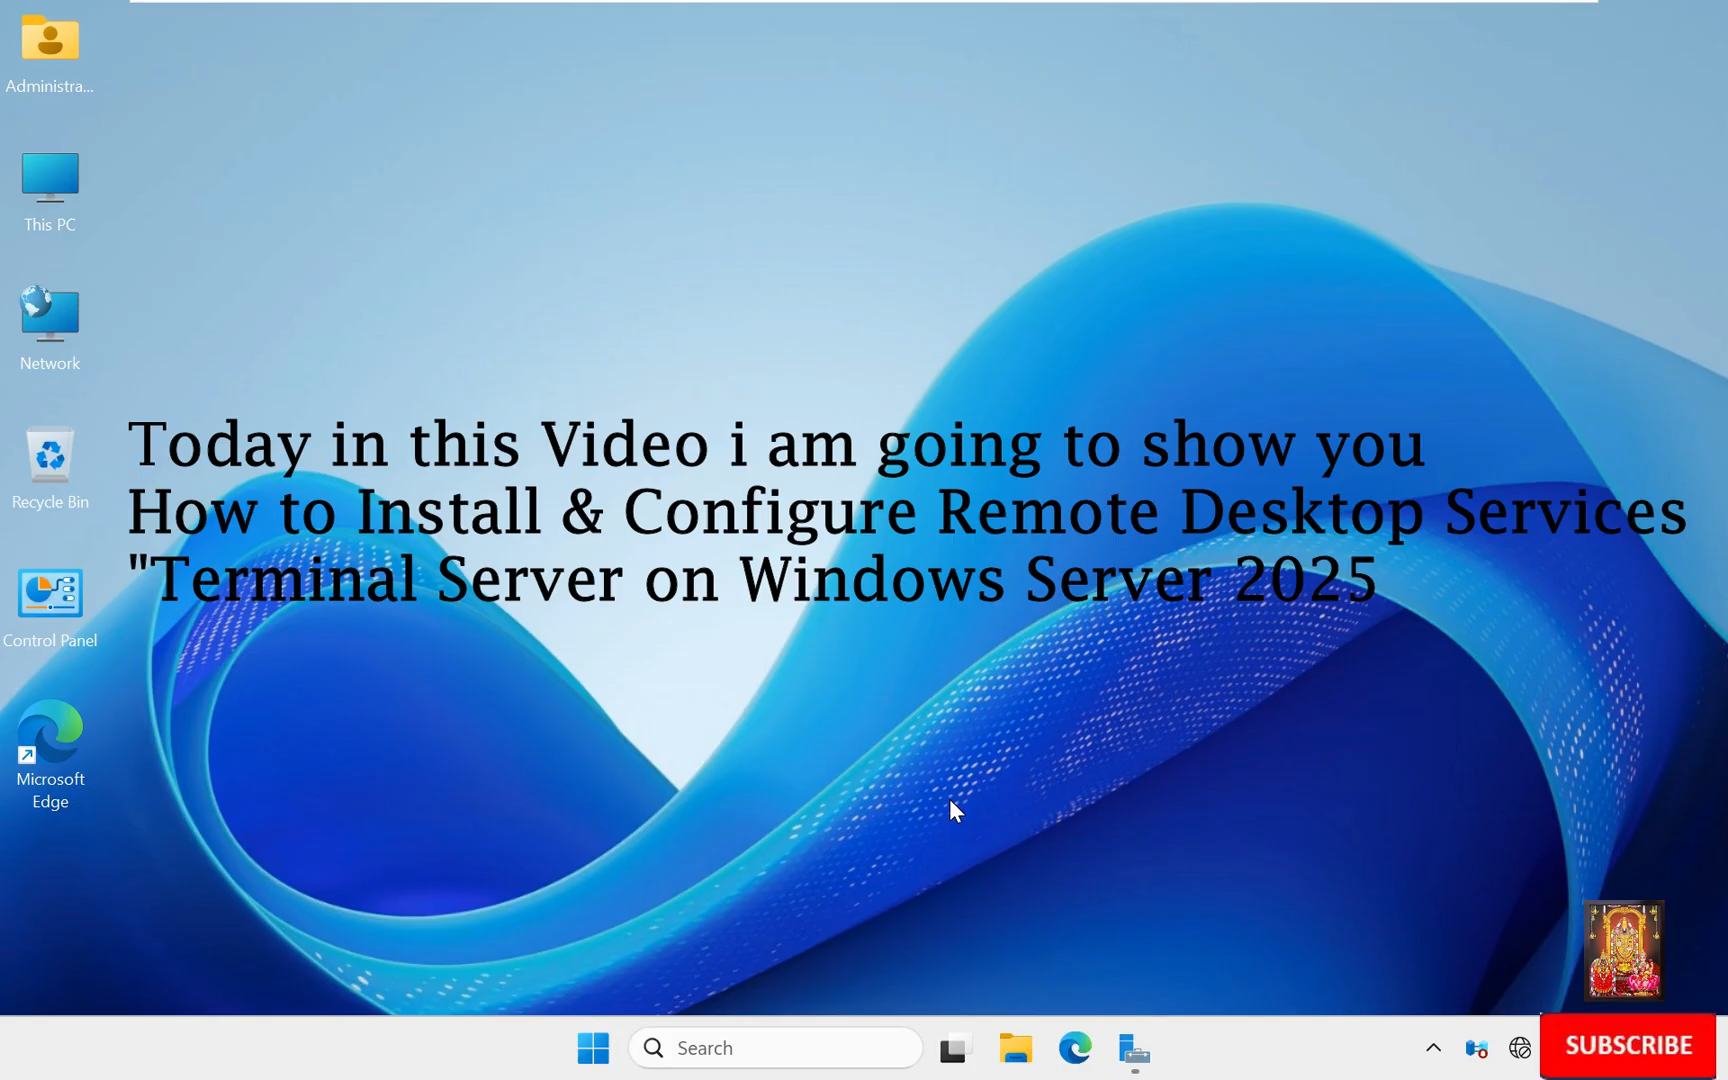 Administra...
This PC
Network
Recycle Bin
Control Panel
Microsoft
Edge
Today in this Video i am going to show you
How to Install & Configure Remote Desktop Services
"Terminal Server on Windows Server 2025
Search
SUBSCRIBE